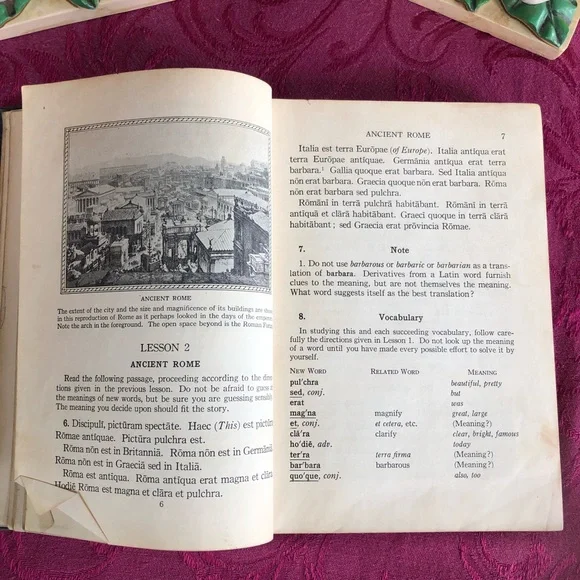 ANCIENT ROME
The extent of the city and the size and magnificence of its buildings are shown
in this reproduction of Rome as it perhaps looked in the days of the emperors.
Note the arch in the foreground. The open space beyond is the Roman
LESSON 2
ANCIENT ROME
Read the following passage, proceeding according to the direc-
tions given in the previous lesson. Do not be afraid to guess
the meanings of new words, but be sure you are guessing sensibly.
The meaning you decide upon should fit the story.
6. Discipulī, pictūram spectāte. Haec (This) est pictūra
Rōmae antīquae. Pictūra pulchra est.
Rōma nōn est in Britanniā. Rōma nōn est in Germāniā.
Rōma nōn est in Graeciā sed in Italiā.
Rōma est antīqua. Rōma antīqua erat magna et clāra.
Hodiē Rōma est magna et clāra et pulchra.
6
ANCIENT ROME 7
Italia est terra Eurōpae (of Europe). Italia antīqua erat
terra Eurōpae antīquae. Germānia antīqua erat terra
barbara.¹ Gallia quoque erat barbara. Sed Italia antīqua
nōn erat barbara. Graecia quoque nōn erat barbara. Rōma
nōn erat barbara sed pulchra.
Rōmānī in terrā pulchrā habitābant. Rōmānī in terrā
antīquā et clārā habitābant. Graecī quoque in terrā clārā
habitābant; sed Graecia erat prōvincia Rōmae.
7. Note
1. Do not use barbarous or barbaric or barbarian as a trans-
lation of barbara. Derivatives from a Latin word furnish
clues to the meaning, but are not themselves the meaning.
What word suggests itself as the best translation?
8. Vocabulary
In studying this and each succeeding vocabulary, follow care-
fully the directions given in Lesson 1. Do not look up the meaning
of a word until you have made every possible effort to solve it by
yourself.
NEW WORD RELATED WORD MEANING
pul'chra beautiful, pretty
sed, conj. but
erat was
mag'na magnify great, large
et, conj. et cetera, etc. (Meaning?)
clā'ra clarify clear, bright, famous
ho'diē, adv. today
ter'ra terra firma (Meaning?)
bar'bara barbarous (Meaning?)
quo'que, conj. also, too